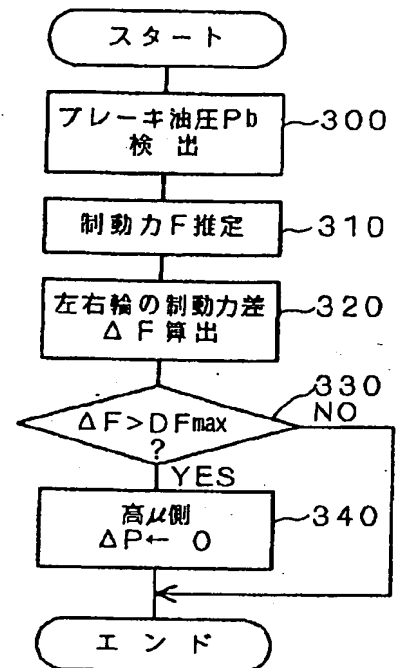 スタート
ブレーキ油圧Pb
検出
300
制動力F推定
310
左右輪の制動力差
ΔF算出
320
330
ΔF>DFmax
?
NO
YES
高μ側
ΔP← 0
340
エンド